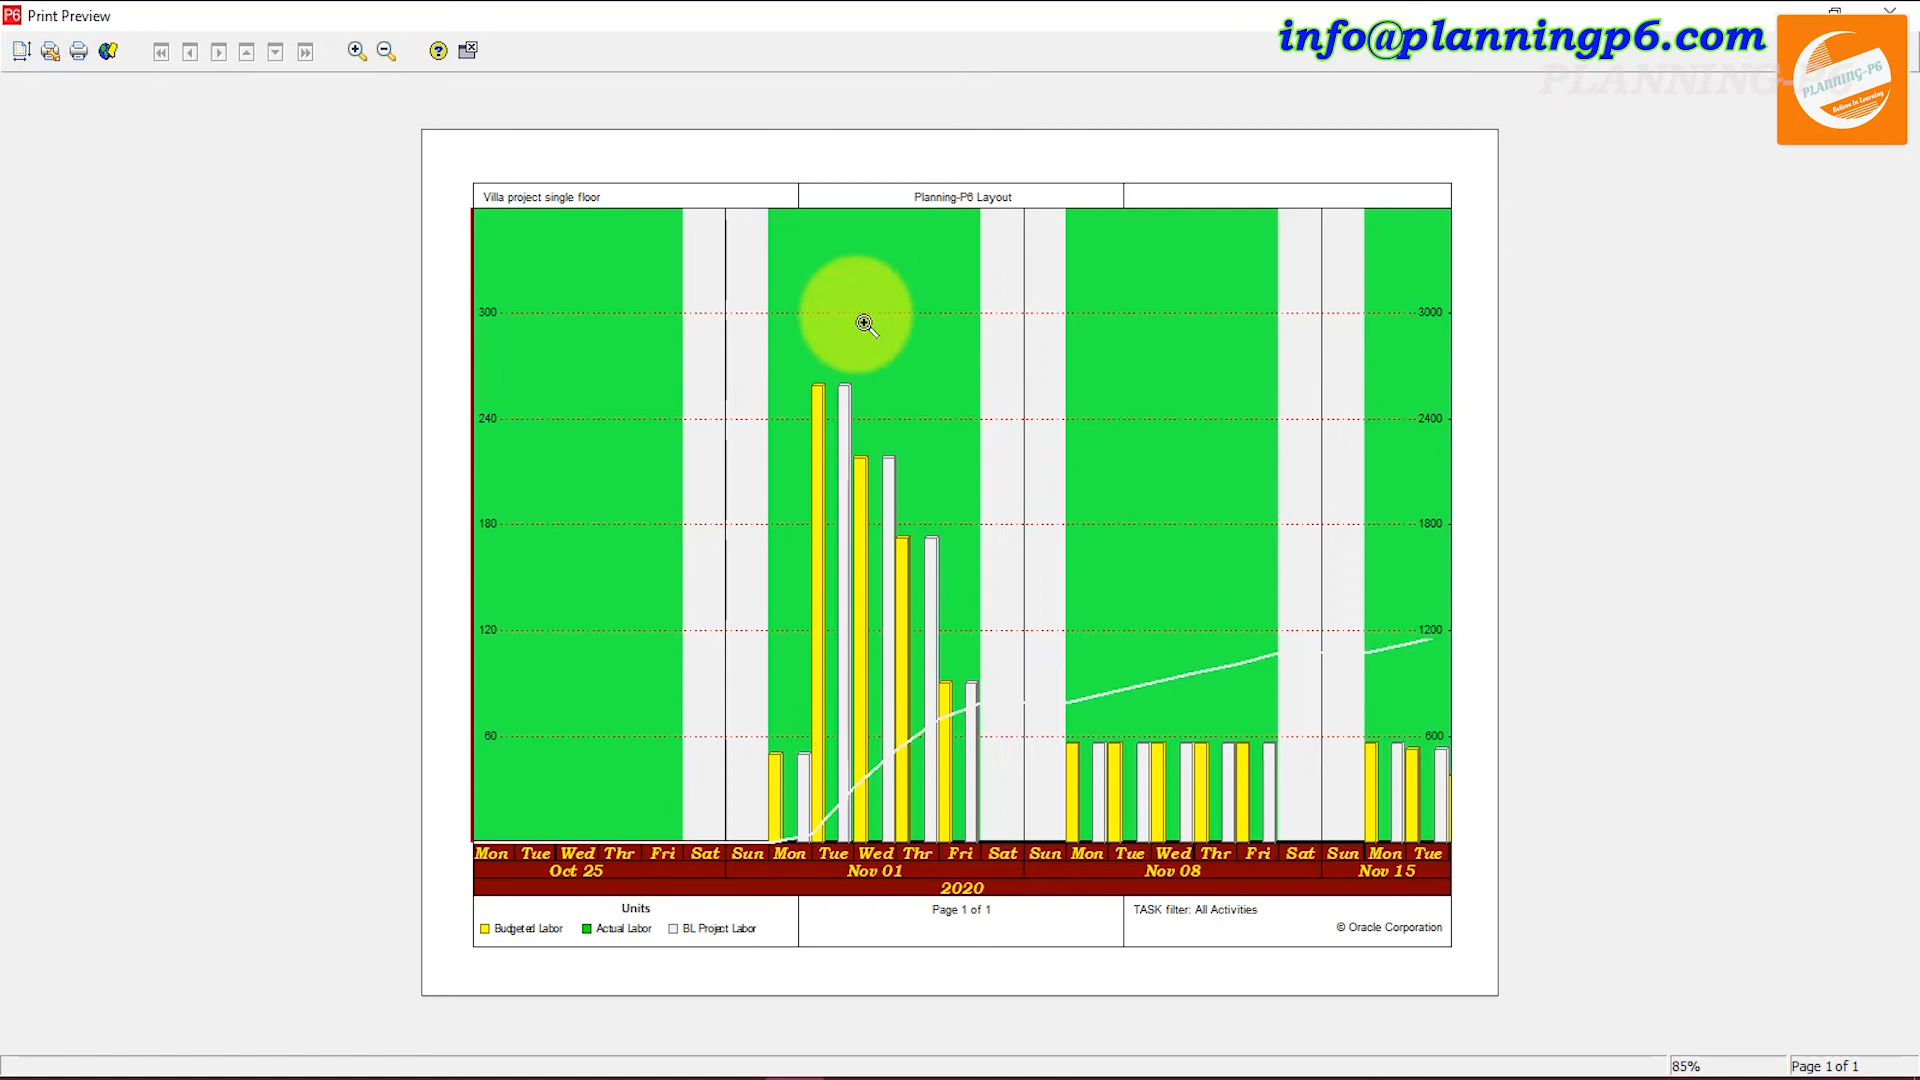 P6 Print Preview
info@planningp6.com
PLANNING-P6
PLANNING-P6
Believe In Learning
Villa project single floor
Planning-P6 Layout
300
3000
240
2400
180
1800
120
1200
60
600
Mon Tue Wed Thr Fri Sat Sun Mon Tue Wed Thr Fri Sat Sun Mon Tue Wed Thr Fri Sat Sun Mon Tue
Oct 25 Nov 01 Nov 08 Nov 15
2020
Units
Page 1 of 1
TASK filter: All Activities
Budgeted Labor Actual Labor BL Project Labor
© Oracle Corporation
85% Page 1 of 1